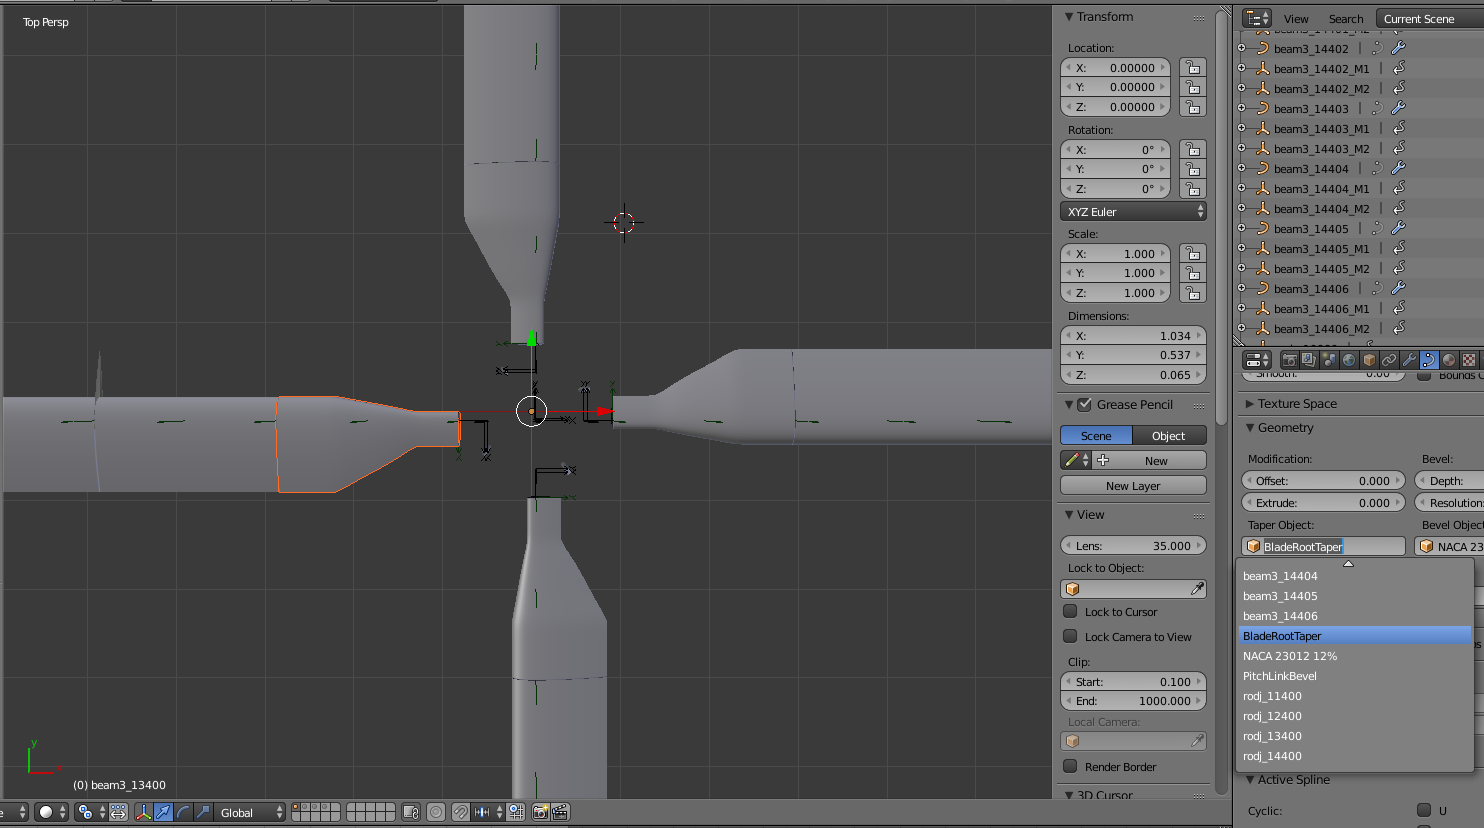 Top Persp
(0) beam3_13400
Global
Transform
Location:
X: 0.00000
Y: 0.00000
Z: 0.00000
Rotation:
X: 0°
Y: 0°
Z: 0°
XYZ Euler
Scale:
X: 1.000
Y: 1.000
Z: 1.000
Dimensions:
X: 1.034
Y: 0.537
Z: 0.065
Grease Pencil
Scene Object
New
New Layer
View
Lens: 35.000
Lock to Object:
Lock to Cursor
Lock Camera to View
Clip:
Start: 0.100
End: 1000.000
Local Camera:
Render Border
3D Cursor
View Search Current Scene
beam3_14401_M2
beam3_14402
beam3_14402_M1
beam3_14402_M2
beam3_14403
beam3_14403_M1
beam3_14403_M2
beam3_14404
beam3_14404_M1
beam3_14404_M2
beam3_14405
beam3_14405_M1
beam3_14405_M2
beam3_14406
beam3_14406_M1
beam3_14406_M2
Smooth: 0.00 Bounds C
Texture Space
Geometry
Modification: Bevel:
Offset: 0.000 Depth:
Extrude: 0.000 Resolution:
Taper Object: Bevel Object
BladeRootTaper NACA 23
beam3_14404
beam3_14405
beam3_14406
BladeRootTaper
NACA 23012 12%
PitchLinkBevel
rodj_11400
rodj_12400
rodj_13400
rodj_14400
Active Spline
Cyclic: U